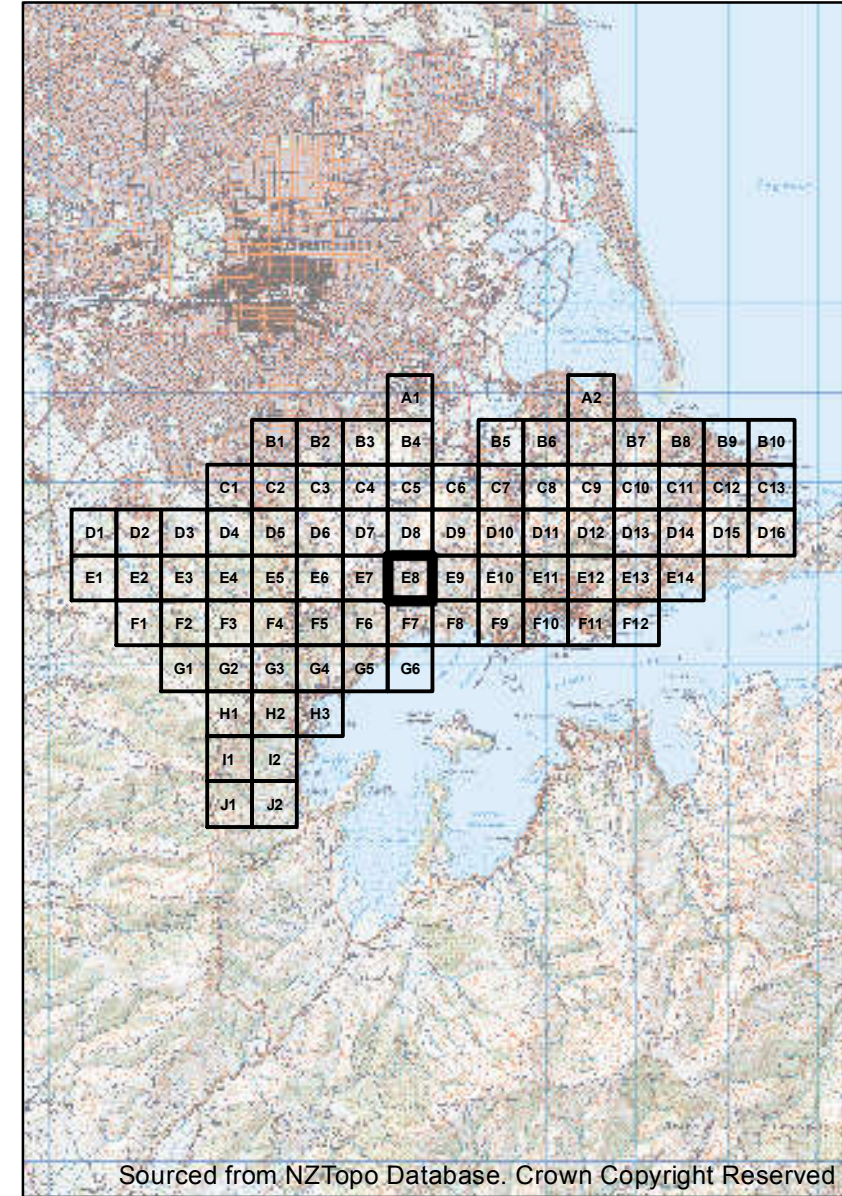 A1 A2
B1 B2 B3 B4 B5 B6 B7 B8 B9 B10
C1 C2 C3 C4 C5 C6 C7 C8 C9 C10 C11 C12 C13
D1 D2 D3 D4 D5 D6 D7 D8 D9 D10 D11 D12 D13 D14 D15 D16
E1 E2 E3 E4 E5 E6 E7 E8 E9 E10 E11 E12 E13 E14
F1 F2 F3 F4 F5 F6 F7 F8 F9 F10 F11 F12
G1 G2 G3 G4 G5 G6
H1 H2 H3
I1 I2
J1 J2
Sourced from NZTopo Database. Crown Copyright Reserved